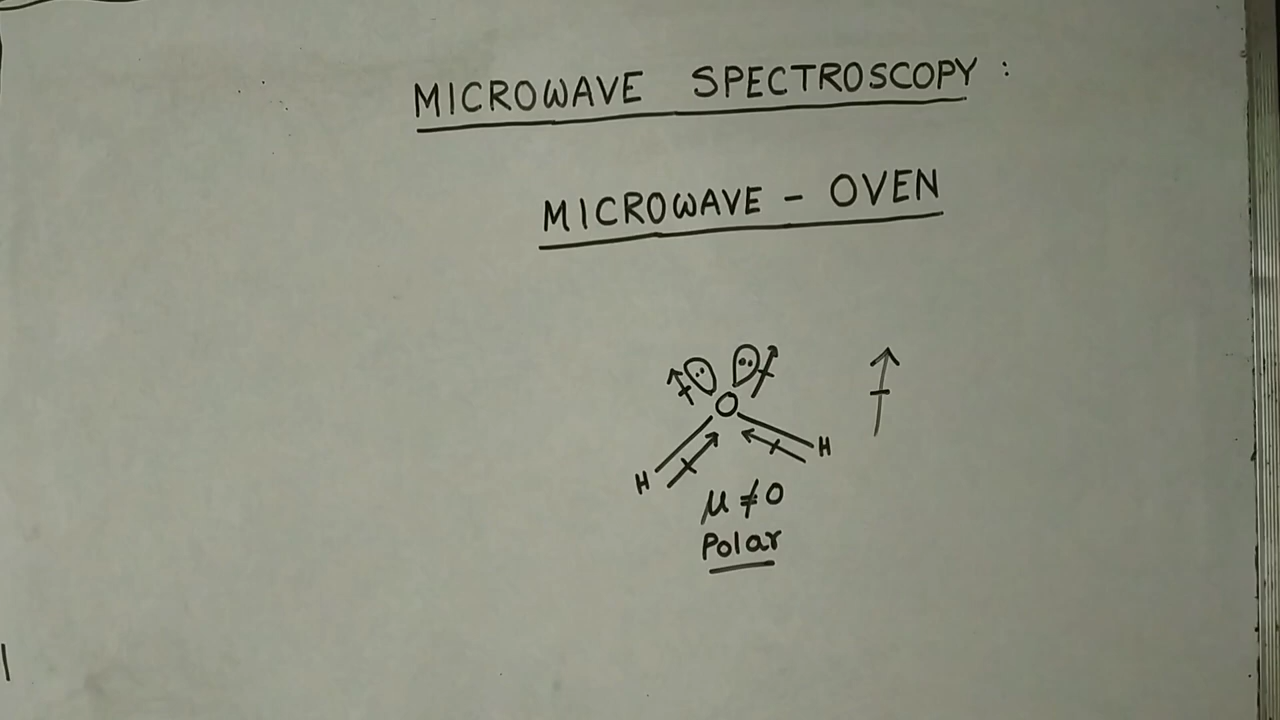 MICROWAVE SPECTROSCOPY :
MICROWAVE - OVEN
O
H
H
μ ≠ 0
Polar